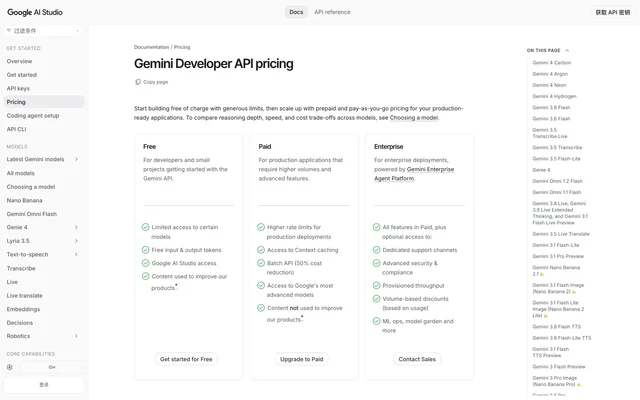 Google AI Studio
Docs
API reference
获取 API 密钥
过滤条件
GET STARTED
Overview
Get started
API keys
Pricing
Coding agent setup
API CLI
MODELS
Latest Gemini models
All models
Choosing a model
Nano Banana
Gemini Omni Flash
Genie 4
Lyria 3.5
Text-to-speech
Transcribe
Live
Live translate
Embeddings
Decisions
Robotics
CORE CAPABILITIES
登录
Documentation / Pricing
Gemini Developer API pricing
Copy page
Start building free of charge with generous limits, then scale up with prepaid and pay-as-you-go pricing for your production-
ready applications. To compare reasoning depth, speed, and cost trade-offs across models, see Choosing a model.
Free
For developers and small
projects getting started with the
Gemini API.
Limited access to certain
models
Free input & output tokens
Google AI Studio access
Content used to improve our
products*
Get started for Free
Paid
For production applications that
require higher volumes and
advanced features.
Higher rate limits for
production deployments
Access to Context caching
Batch API (50% cost
reduction)
Access to Google's most
advanced models
Content not used to improve
our products*
Upgrade to Paid
Enterprise
For enterprise deployments,
powered by Gemini Enterprise
Agent Platform.
All features in Paid, plus
optional access to:
Dedicated support channels
Advanced security &
compliance
Provisioned throughput
Volume-based discounts
(based on usage)
ML ops, model garden and
more
Contact Sales
ON THIS PAGE
Gemini 4 Carbon
Gemini 4 Argon
Gemini 4 Neon
Gemini 4 Hydrogen
Gemini 3.8 Flash
Gemini 3.6 Flash
Gemini 3.5
Transcribe Live
Gemini 3.5 Transcribe
Gemini 3.5 Flash-Lite
Genie 4
Gemini Omni 1.2 Flash
Gemini Omni 1.1 Flash
Gemini 3.8 Live, Gemini
3.8 Live Extended
Thinking, and Gemini 3.1
Flash Live Preview
Gemini 3.5 Live Translate
Gemini 3.1 Flash-Lite
Gemini 3.1 Pro Preview
Gemini Nano Banana
2.1
Gemini 3.1 Flash Image
(Nano Banana 2)
Gemini 3.1 Flash Lite
Image (Nano Banana 2
Lite)
Gemini 3.8 Flash TTS
Gemini 3.8 Flash-Lite TTS
Gemini 3.1 Flash
TTS Preview
Gemini 3 Flash Preview
Gemini 3 Pro Image
(Nano Banana Pro)